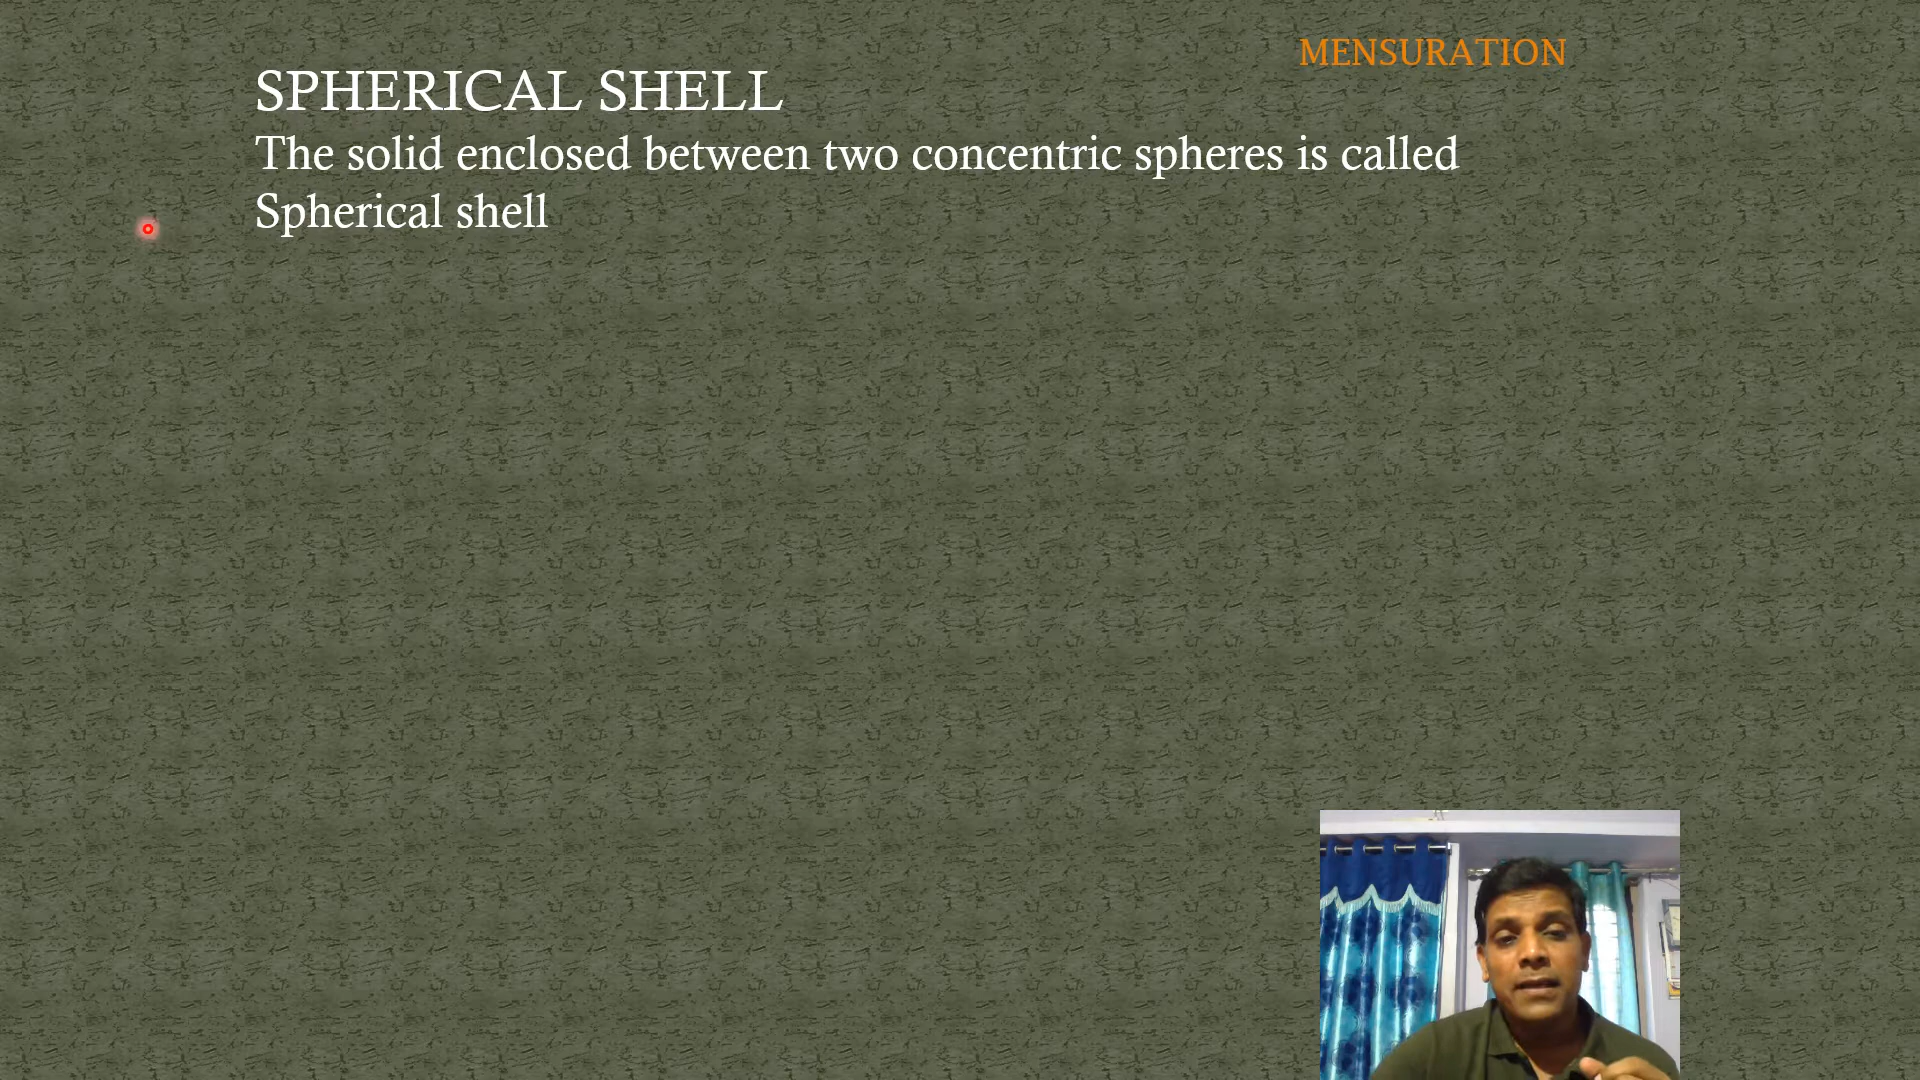 MENSURATION
SPHERICAL SHELL
The solid enclosed between two concentric spheres is called
Spherical shell